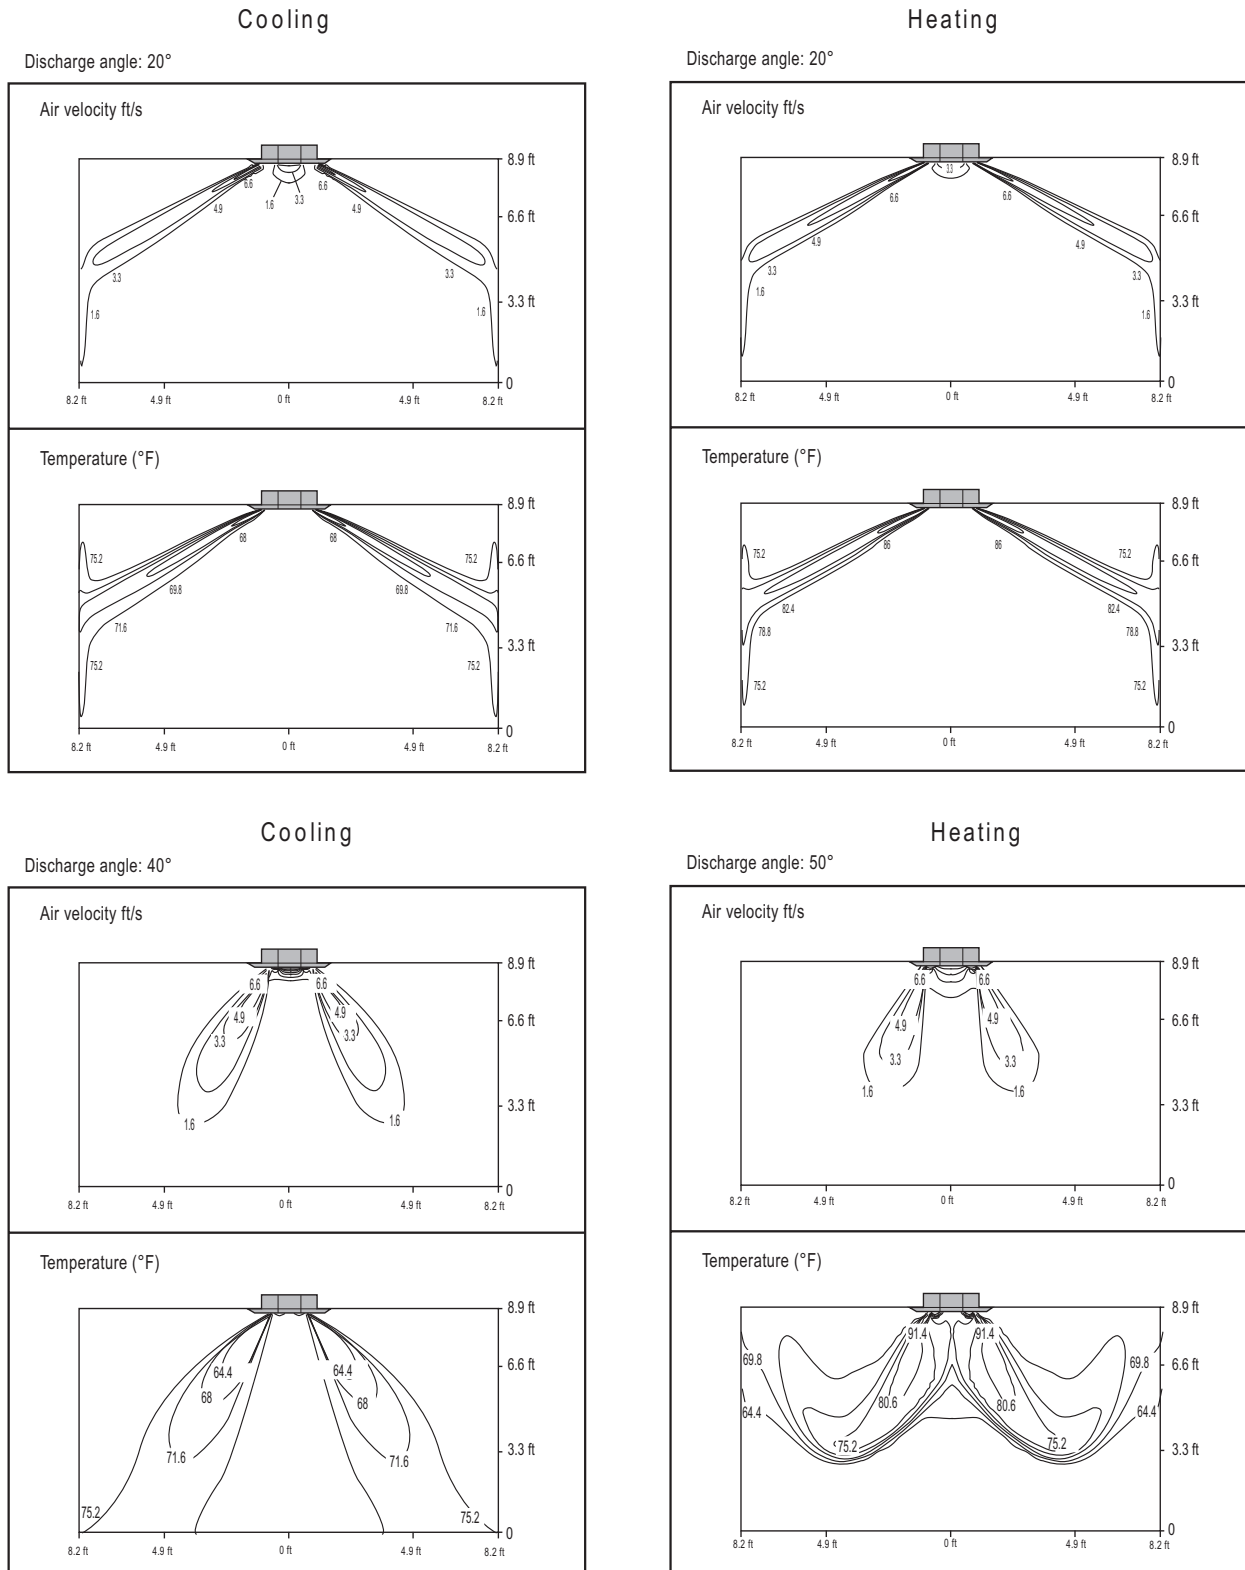 Cooling
Discharge angle: 20°
Air velocity ft/s
6.6
1.6
3.3
6.6
4.9
4.9
3.3
3.3
1.6
1.6
8.9 ft
6.6 ft
3.3 ft
0
8.2 ft 4.9 ft 0 ft 4.9 ft 8.2 ft
Temperature (°F)
68
68
75.2
75.2
69.8
69.8
71.6
71.6
75.2
75.2
8.9 ft
6.6 ft
3.3 ft
0
8.2 ft 4.9 ft 0 ft 4.9 ft 8.2 ft
Heating
Discharge angle: 20°
Air velocity ft/s
3.3
6.6
6.6
4.9
4.9
3.3
3.3
1.6
1.6
8.9 ft
6.6 ft
3.3 ft
0
8.2 ft 4.9 ft 0 ft 4.9 ft 8.2 ft
Temperature (°F)
86
86
75.2
75.2
82.4
82.4
78.8
78.8
75.2
75.2
8.9 ft
6.6 ft
3.3 ft
0
8.2 ft 4.9 ft 0 ft 4.9 ft 8.2 ft
Cooling
Discharge angle: 40°
Air velocity ft/s
6.6
6.6
4.9
4.9
3.3
3.3
1.6
1.6
8.9 ft
6.6 ft
3.3 ft
0
8.2 ft 4.9 ft 0 ft 4.9 ft 8.2 ft
Temperature (°F)
64.4
64.4
68
68
71.6
71.6
75.2
75.2
8.9 ft
6.6 ft
3.3 ft
0
8.2 ft 4.9 ft 0 ft 4.9 ft 8.2 ft
Heating
Discharge angle: 50°
Air velocity ft/s
6.6
6.6
4.9
4.9
3.3
3.3
1.6
1.6
8.9 ft
6.6 ft
3.3 ft
0
8.2 ft 4.9 ft 0 ft 4.9 ft 8.2 ft
Temperature (°F)
91.4
91.4
69.8
69.8
80.6
80.6
64.4
64.4
75.2
75.2
8.9 ft
6.6 ft
3.3 ft
0
8.2 ft 4.9 ft 0 ft 4.9 ft 8.2 ft